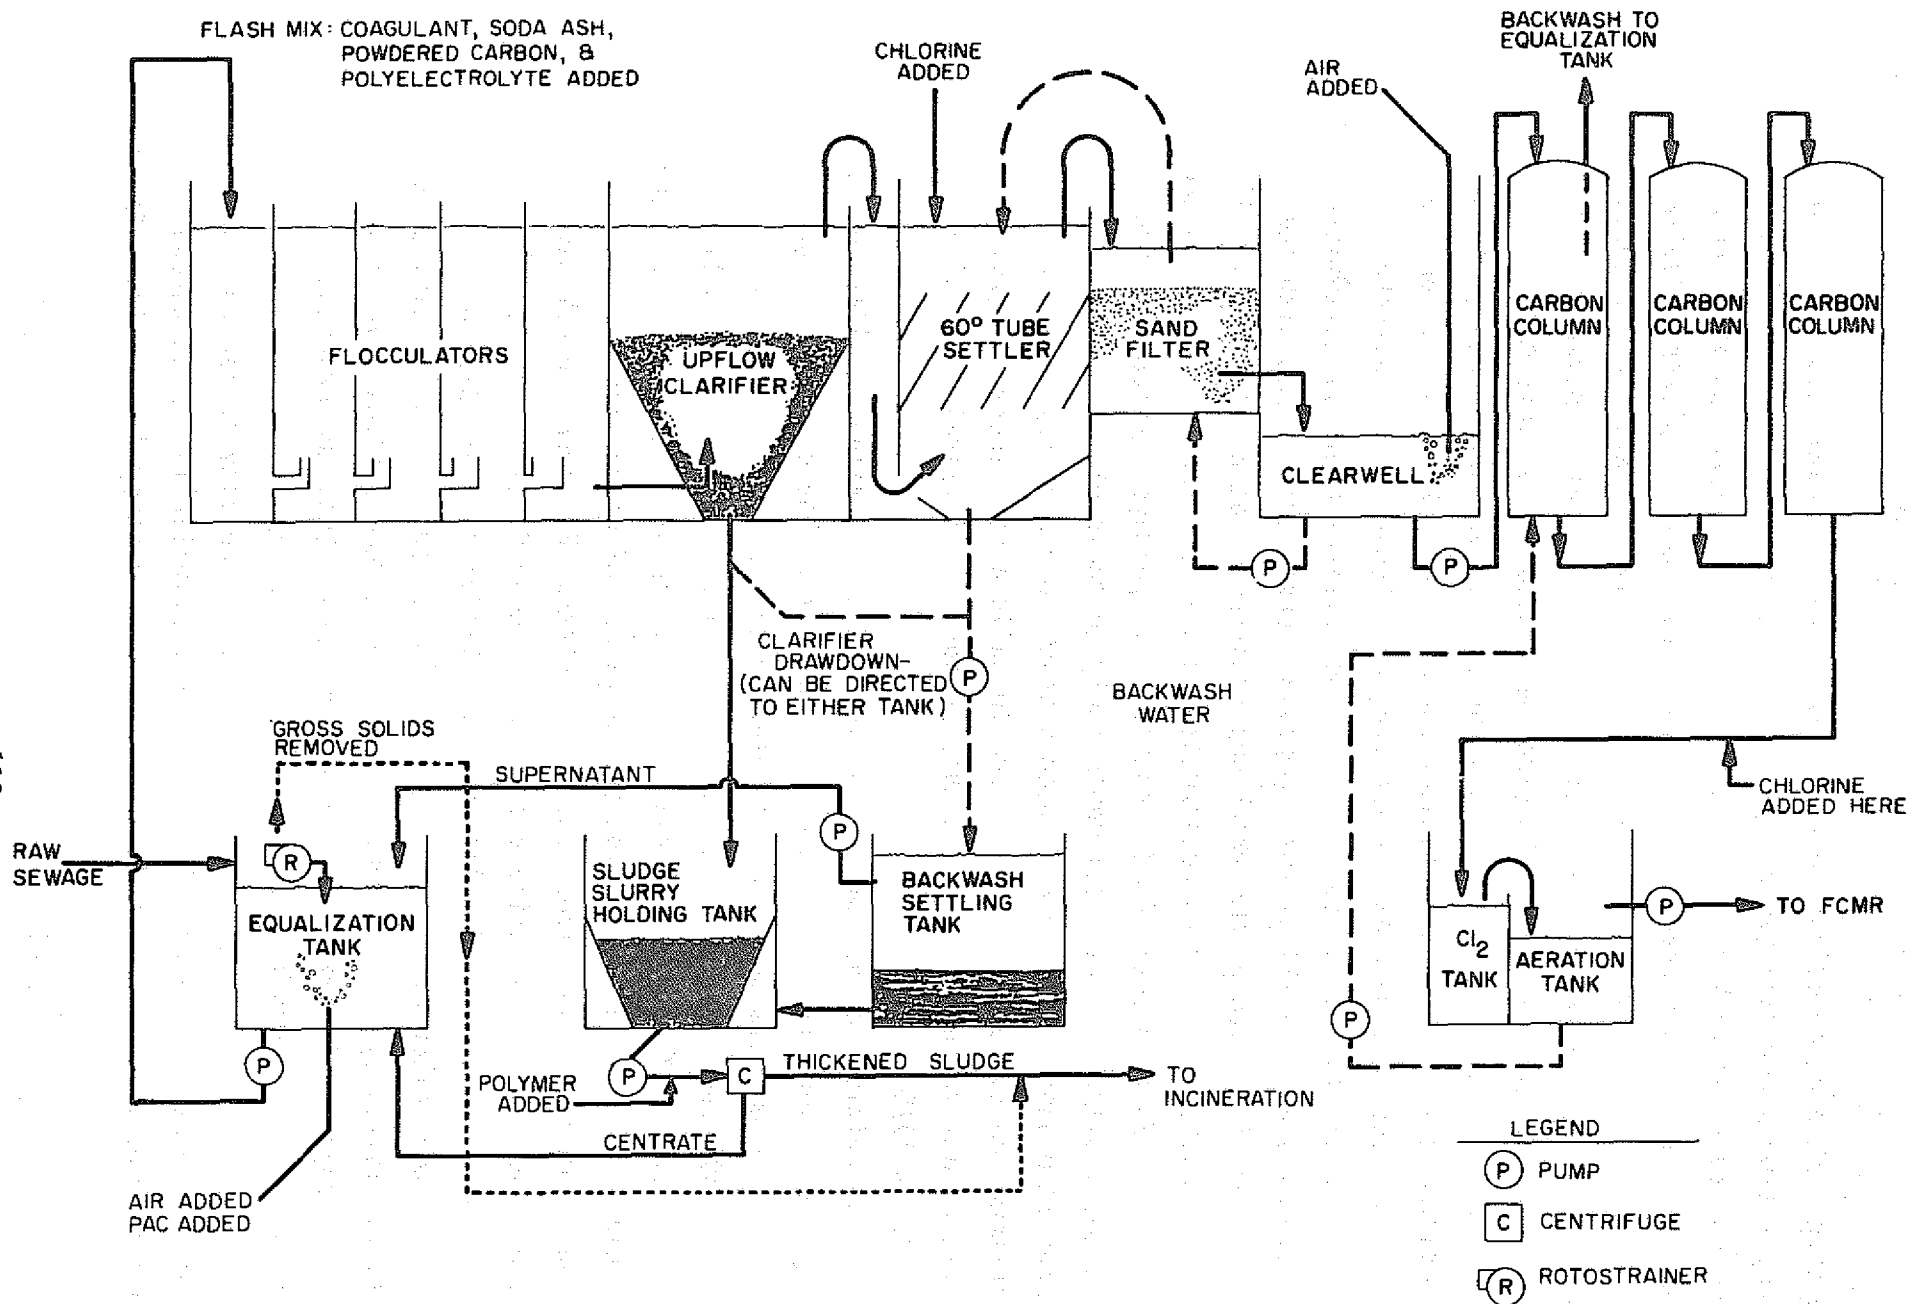 FLASH MIX: COAGULANT, SODA ASH,
POWDERED CARBON, &
POLYELECTROLYTE ADDED
CHLORINE
ADDED
AIR
ADDED
BACKWASH TO
EQUALIZATION
TANK
FLOCCULATORS
UPFLOW
CLARIFIER
60° TUBE
SETTLER
SAND
FILTER
CLEARWELL
CARBON
COLUMN
CARBON
COLUMN
CARBON
COLUMN
P
P
CLARIFIER
DRAWDOWN-
(CAN BE DIRECTED
TO EITHER TANK)
P
BACKWASH
WATER
GROSS SOLIDS
REMOVED
SUPERNATANT
CHLORINE
ADDED HERE
RAW
SEWAGE
R
EQUALIZATION
TANK
SLUDGE
SLURRY
HOLDING TANK
P
BACKWASH
SETTLING
TANK
Cl2
TANK
AERATION
TANK
P
TO FCMR
P
P
P
POLYMER
ADDED
C
THICKENED SLUDGE
TO
INCINERATION
CENTRATE
AIR ADDED
PAC ADDED
LEGEND
P PUMP
C CENTRIFUGE
R ROTOSTRAINER